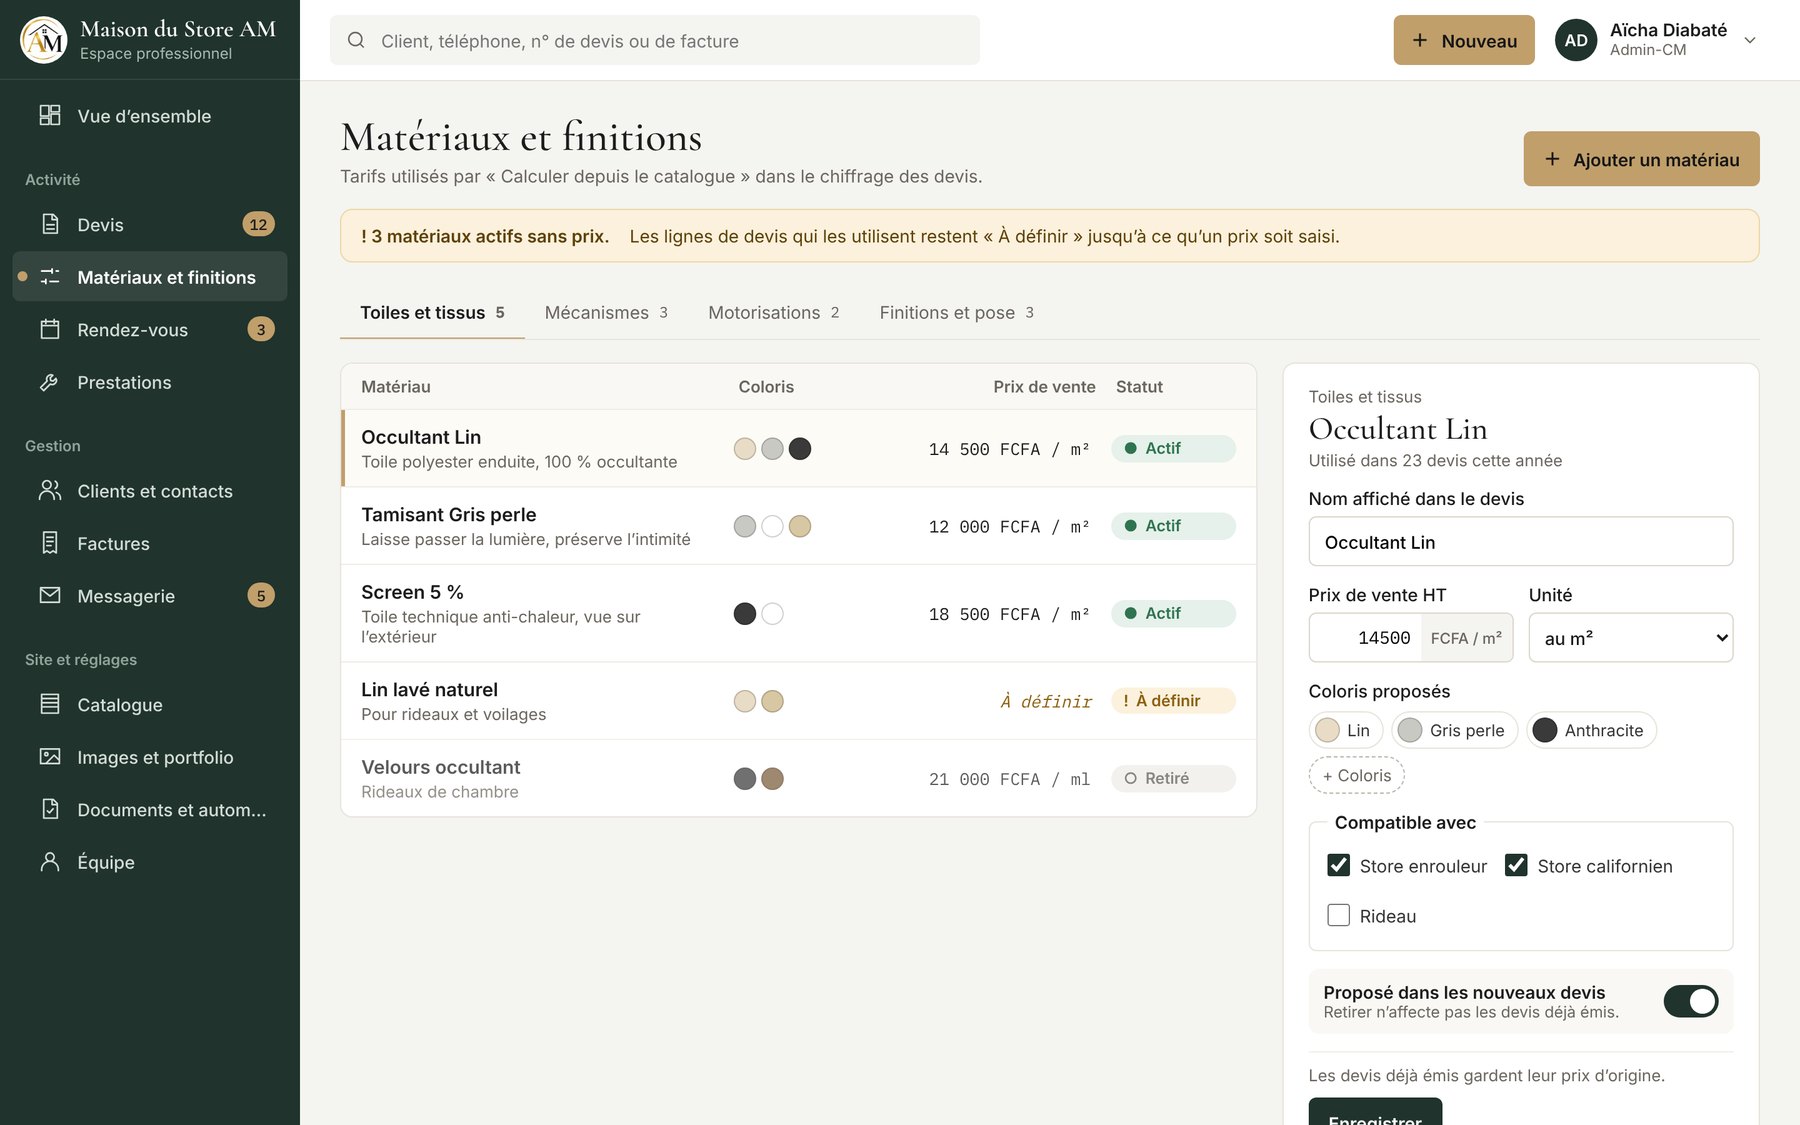 AM
Maison du Store AM
Espace professionnel
Client, téléphone, n° de devis ou de facture
+ Nouveau
AD
Aïcha Diabaté
Admin-CM
Vue d’ensemble
Activité
Devis 12
Matériaux et finitions
Rendez-vous 3
Prestations
Gestion
Clients et contacts
Factures
Messagerie 5
Site et réglages
Catalogue
Images et portfolio
Documents et autom...
Équipe
Matériaux et finitions
Tarifs utilisés par « Calculer depuis le catalogue » dans le chiffrage des devis.
+ Ajouter un matériau
! 3 matériaux actifs sans prix. Les lignes de devis qui les utilisent restent « À définir » jusqu’à ce qu’un prix soit saisi.
Toiles et tissus 5 Mécanismes 3 Motorisations 2 Finitions et pose 3
Matériau Coloris Prix de vente Statut
Occultant Lin
Toile polyester enduite, 100 % occultante
14 500 FCFA / m² Actif
Tamisant Gris perle
Laisse passer la lumière, préserve l’intimité
12 000 FCFA / m² Actif
Screen 5 %
Toile technique anti-chaleur, vue sur
l’extérieur
18 500 FCFA / m² Actif
Lin lavé naturel
Pour rideaux et voilages
À définir ! À définir
Velours occultant
Rideaux de chambre
21 000 FCFA / ml Retiré
Toiles et tissus
Occultant Lin
Utilisé dans 23 devis cette année
Nom affiché dans le devis
Occultant Lin
Prix de vente HT Unité
14500 FCFA / m² au m²
Coloris proposés
Lin Gris perle Anthracite
+ Coloris
Compatible avec
Store enrouleur Store californien
Rideau
Proposé dans les nouveaux devis
Retirer n’affecte pas les devis déjà émis.
Les devis déjà émis gardent leur prix d’origine.
Enregistrer